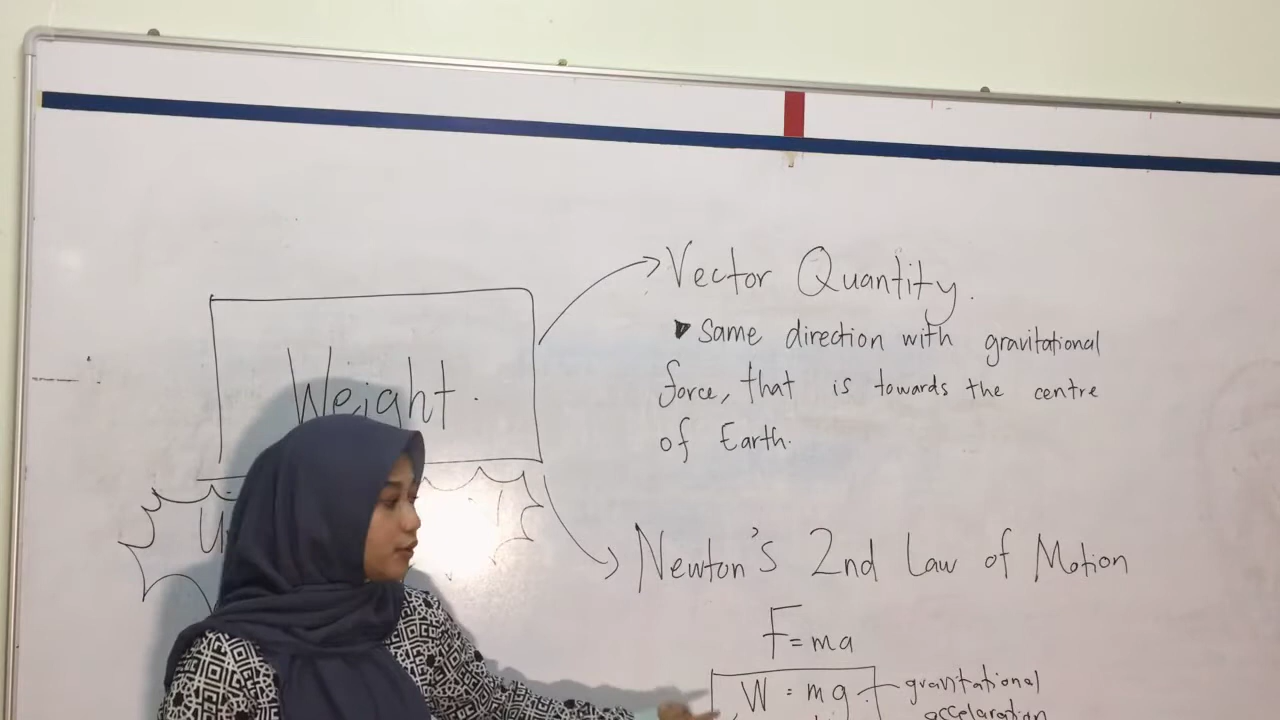 Weight.
Vector Quantity.
Same direction with gravitational
force, that is towards the centre
of Earth.
Newton's 2nd Law of Motion
F = ma
W = mg
gravitational
accelaration